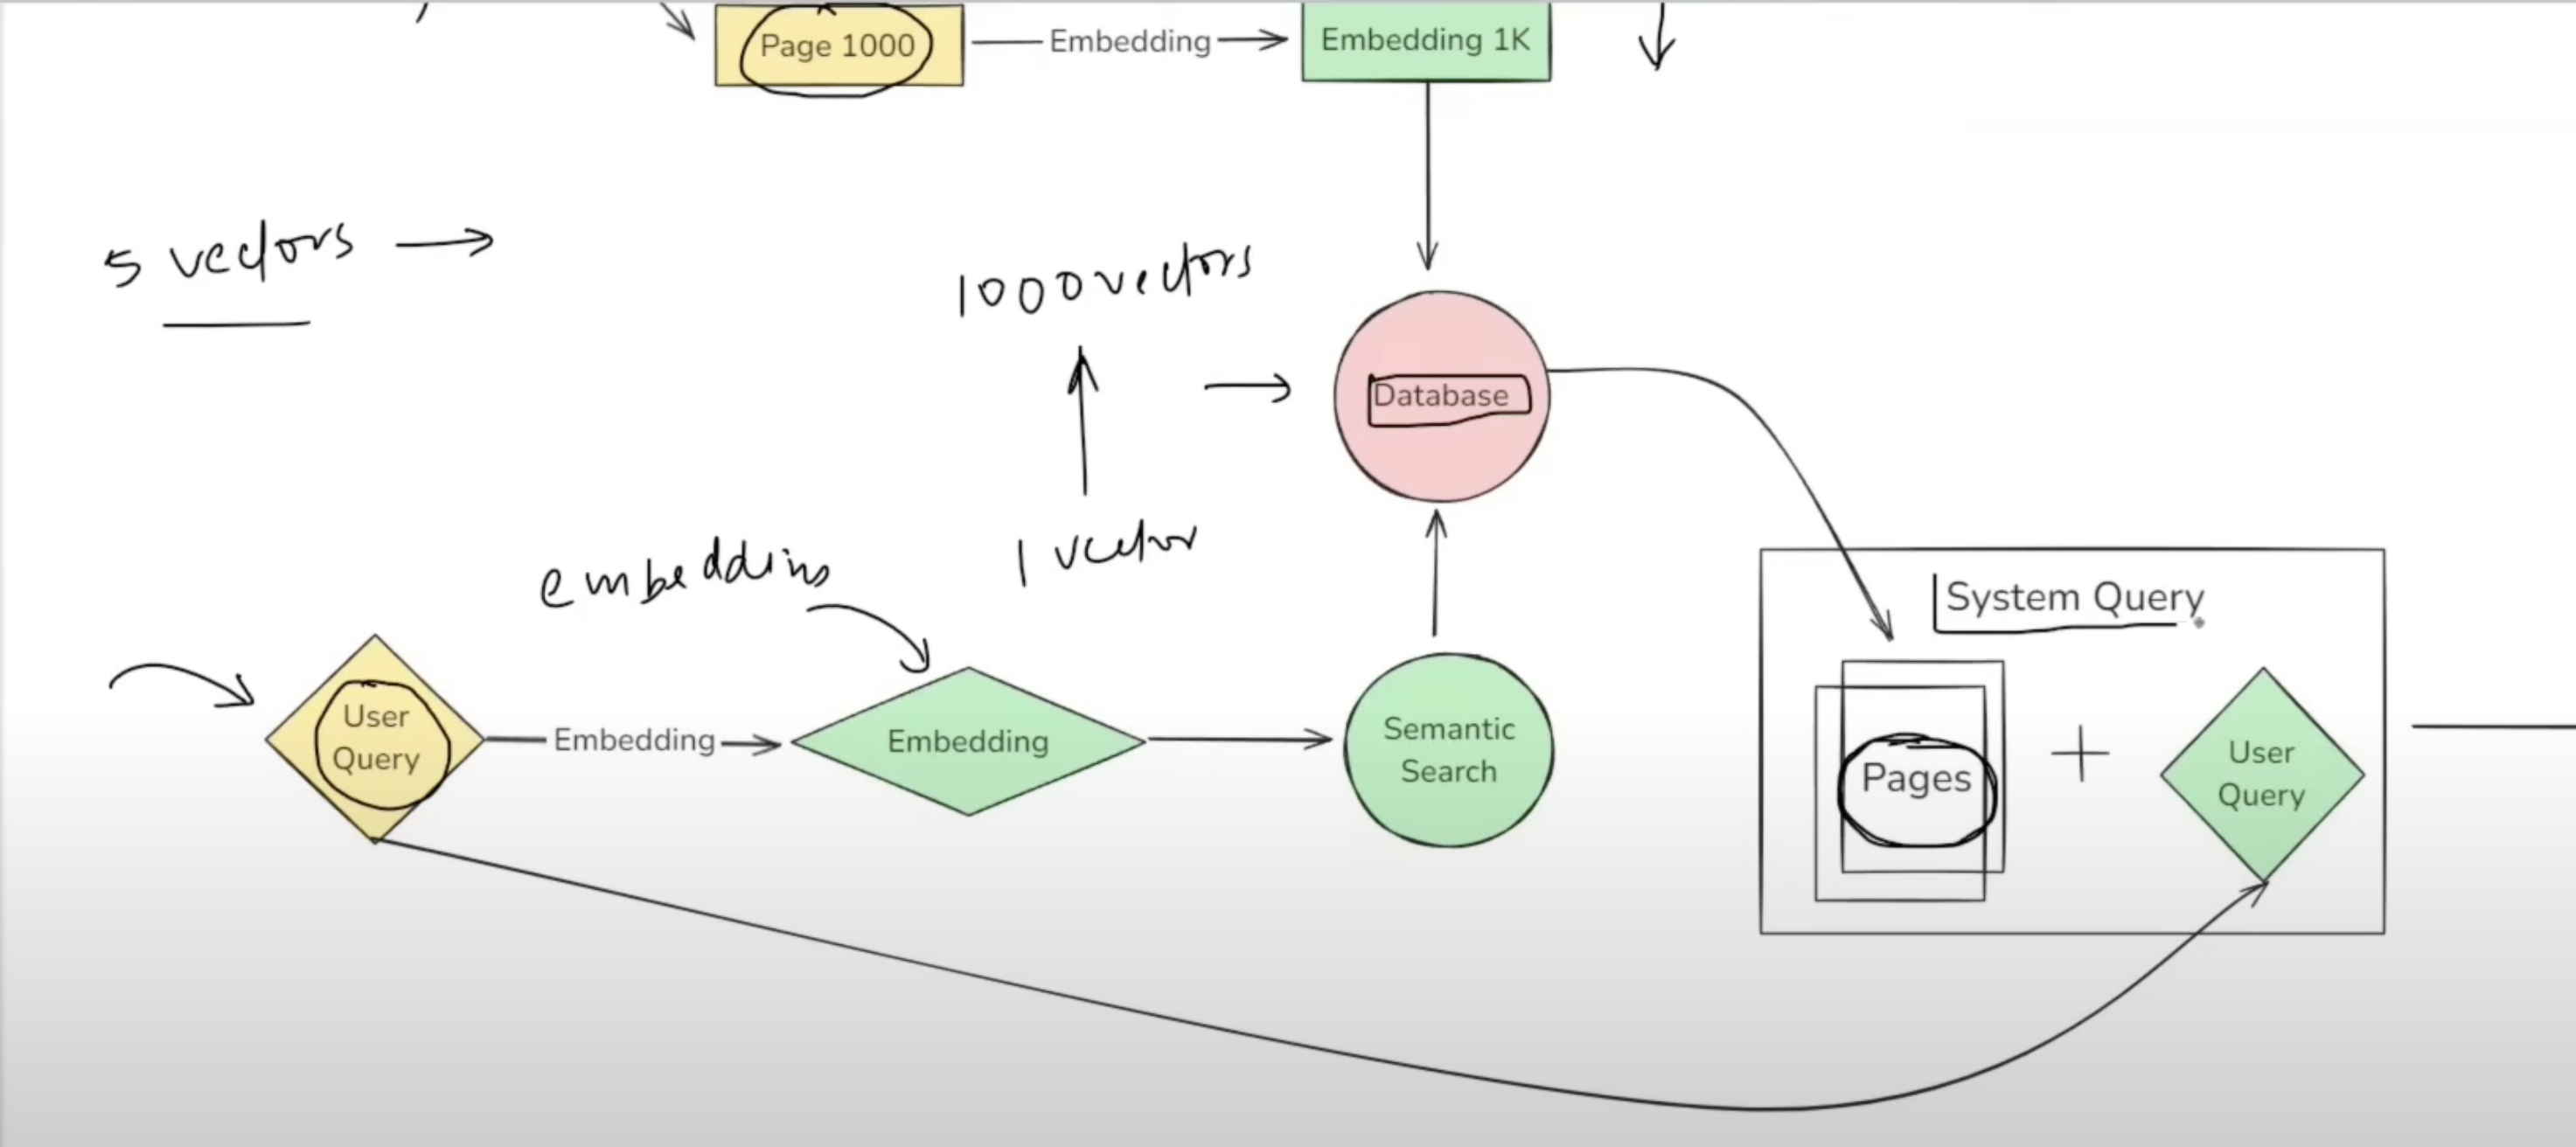 Page 1000
Embedding
Embedding 1K
5 vectors
1000 vectors
Database
1 vector
embedding
System Query
User
Query
Embedding
Embedding
Semantic
Search
Pages
+
User
Query